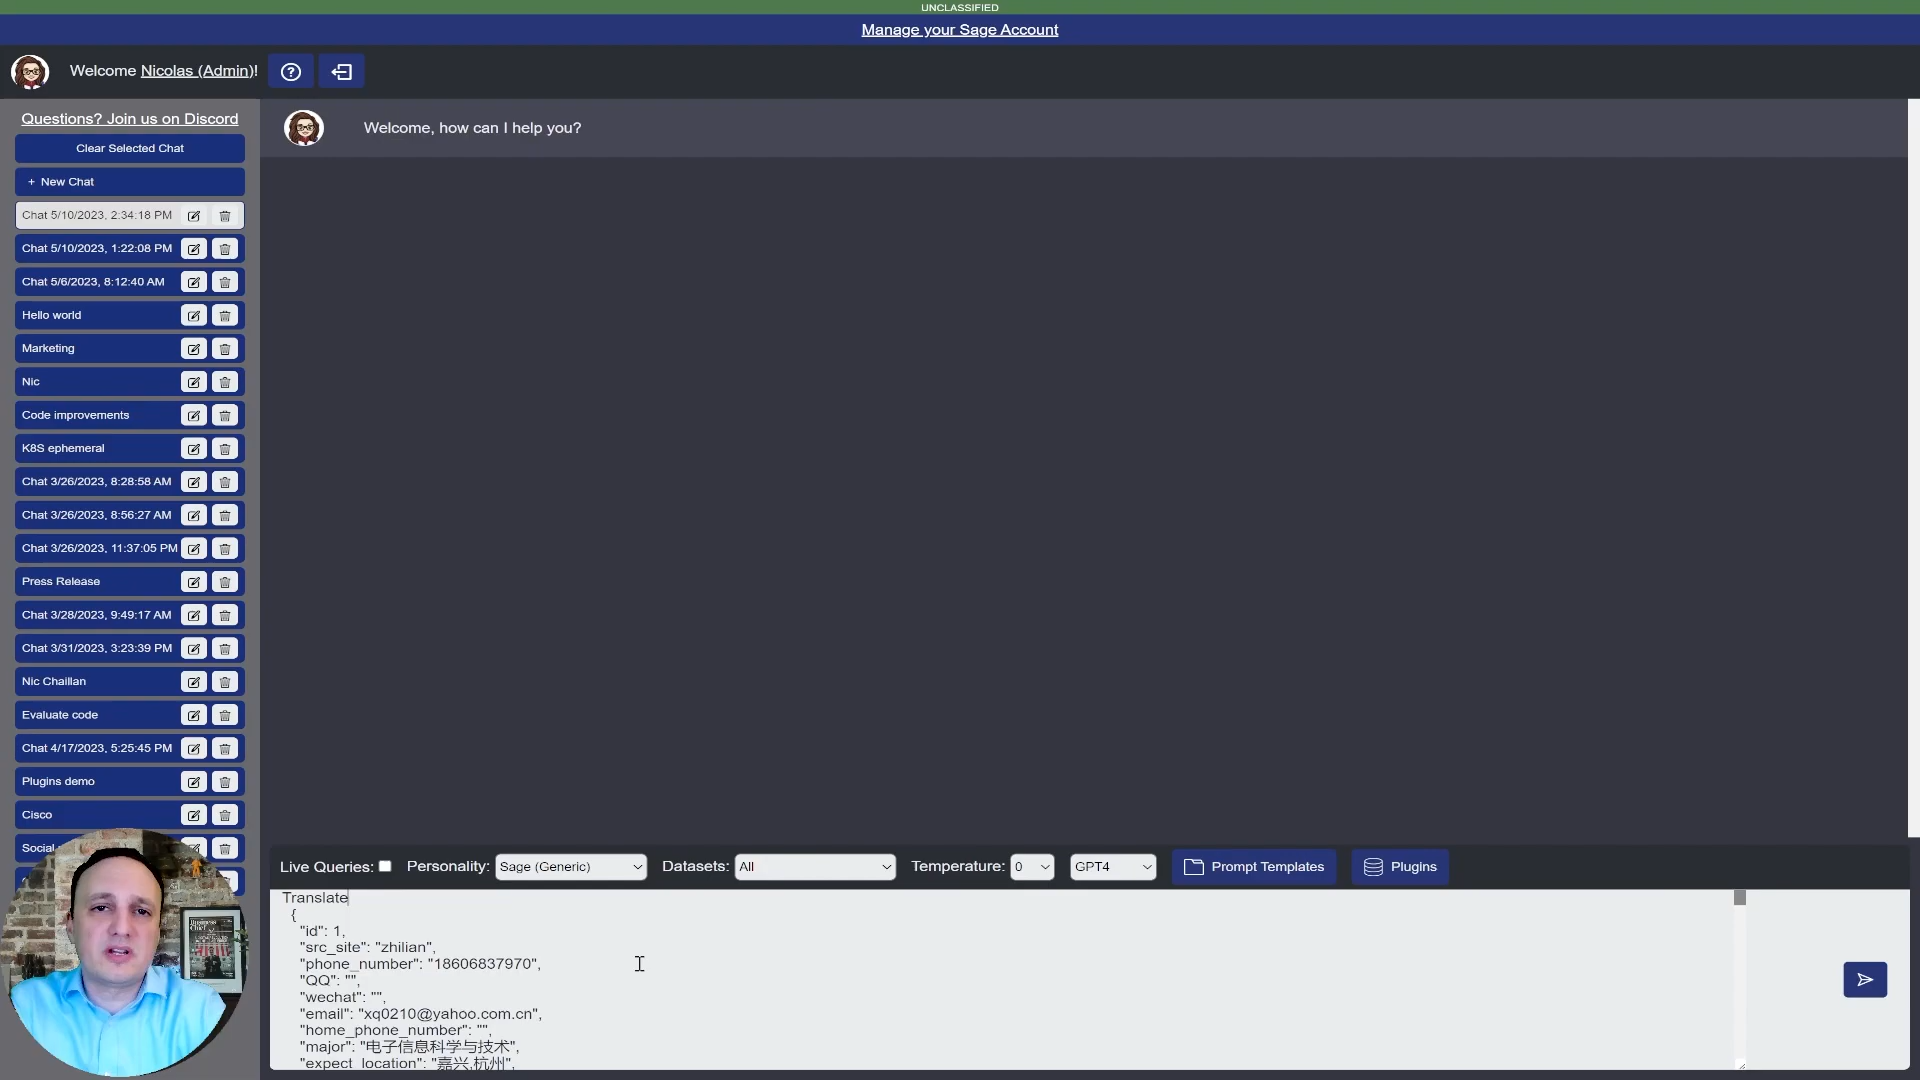 UNCLASSIFIED
Manage your Sage Account
Welcome Nicolas (Admin)!
Questions? Join us on Discord
Clear Selected Chat
+ New Chat
Chat 5/10/2023, 2:34:18 PM
Chat 5/10/2023, 1:22:08 PM
Chat 5/6/2023, 8:12:40 AM
Hello world
Marketing
Nic
Code improvements
K8S ephemeral
Chat 3/26/2023, 8:28:58 AM
Chat 3/26/2023, 8:56:27 AM
Chat 3/26/2023, 11:37:05 PM
Press Release
Chat 3/28/2023, 9:49:17 AM
Chat 3/31/2023, 3:23:39 PM
Nic Chaillan
Evaluate code
Chat 4/17/2023, 5:25:45 PM
Plugins demo
Cisco
Social
Welcome, how can I help you?
Live Queries: Personality: Sage (Generic) Datasets: All Temperature: 0 GPT4 Prompt Templates Plugins
Translate
{
"id": 1,
"src_site": "zhilian",
"phone_number": "18606837970",
"QQ": "",
"wechat": "",
"email": "xq0210@yahoo.com.cn",
"home_phone_number": "",
"major": "电子信息科学与技术",
"expect_location": "嘉兴,杭州",